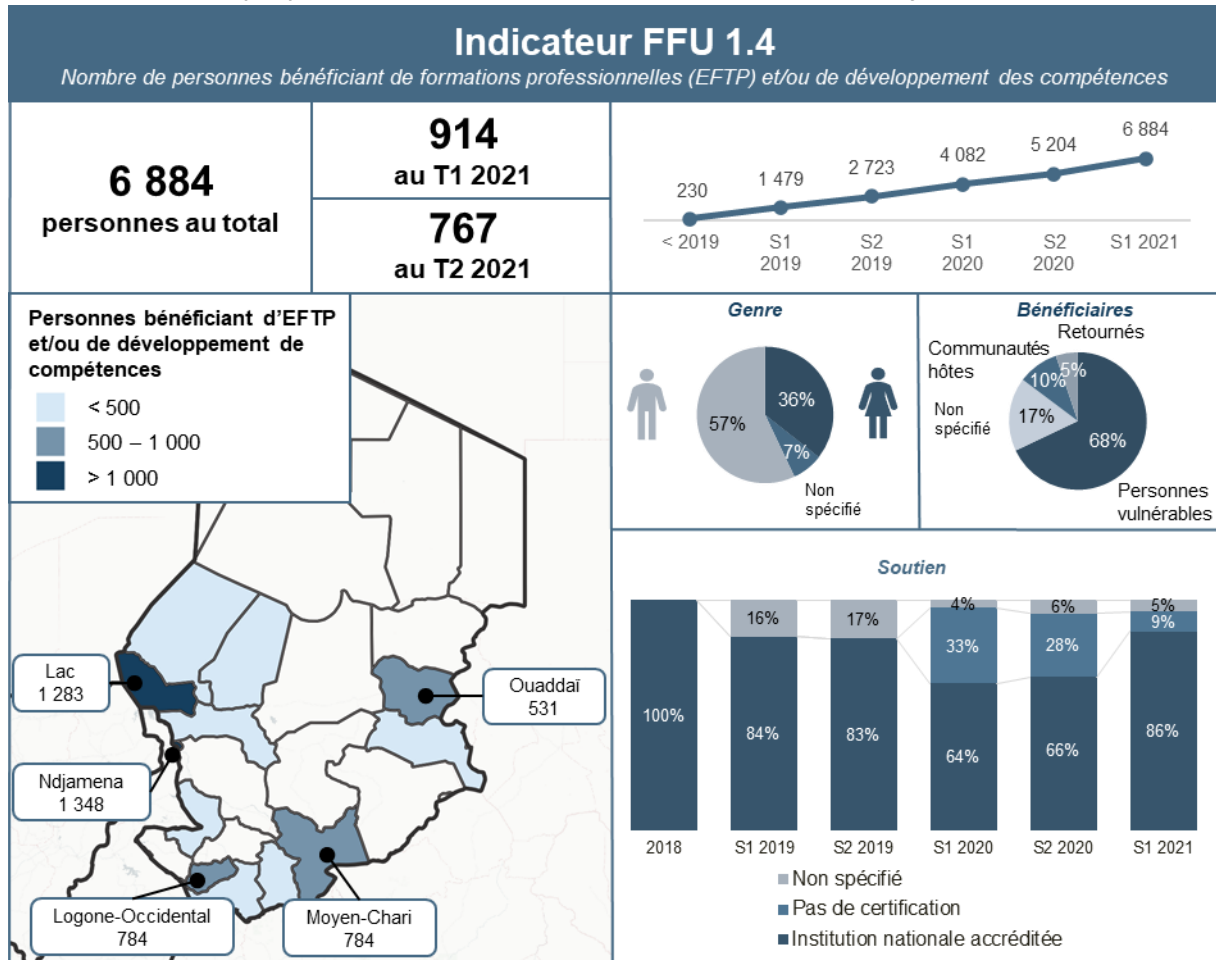 Indicateur FFU 1.4
Nombre de personnes bénéficiant de formations professionnelles (EFTP) et/ou de développement des compétences
6 884
personnes au total
914
au T1 2021
767
au T2 2021
230
1 479
2 723
4 082
5 204
6 884
< 2019
S1
2019
S2
2019
S1
2020
S2
2020
S1 2021
Personnes bénéficiant d'EFTP
et/ou de développement de
compétences
< 500
500 – 1 000
> 1 000
Lac
1 283
Ouaddaï
531
Ndjamena
1 348
Logone-Occidental
784
Moyen-Chari
784
Genre
36%
57%
7%
Non
spécifié
Bénéficiaires
Retournés
Communautés
hôtes
5%
10%
Non
spécifié
17%
68%
Personnes
vulnérables
Soutien
16%
17%
4%
6%
5%
9%
33%
28%
100%
84%
83%
64%
66%
86%
2018
S1 2019
S2 2019
S1 2020
S2 2020
S1 2021
Non spécifié
Pas de certification
Institution nationale accréditée